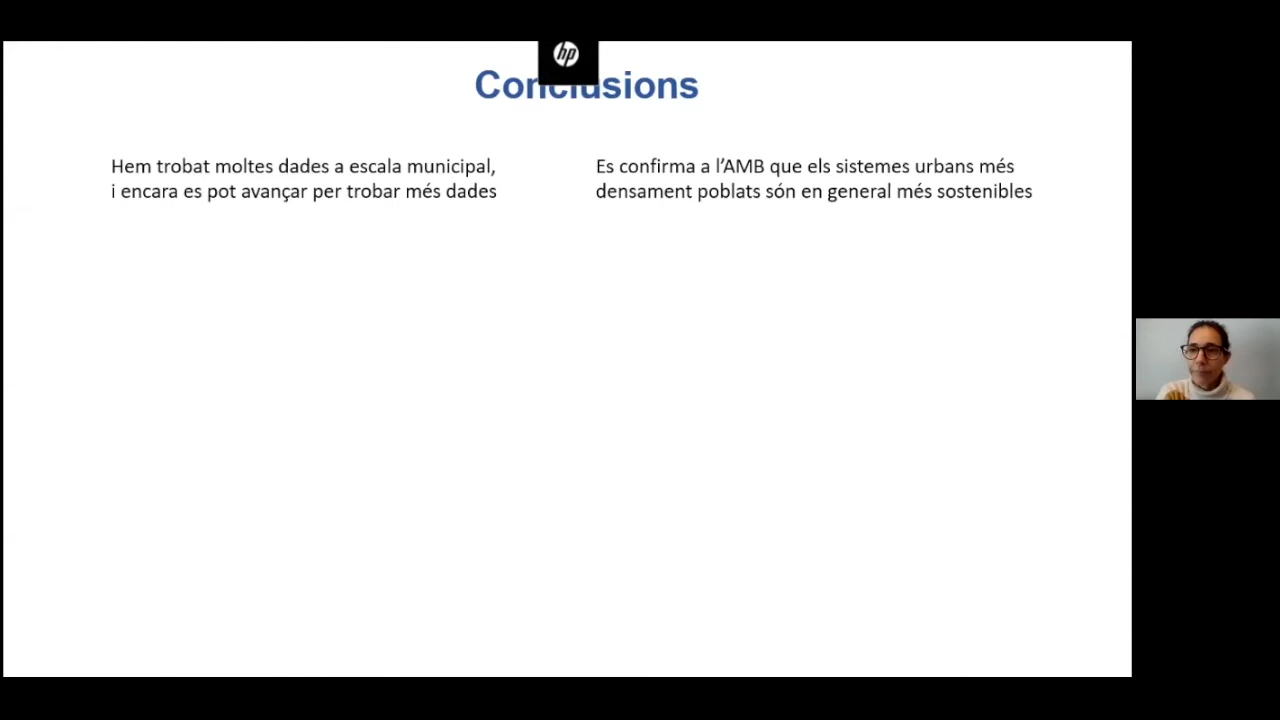 hp
Conclusions
Hem trobat moltes dades a escala municipal,
i encara es pot avançar per trobar més dades
Es confirma a l’AMB que els sistemes urbans més
densament poblats són en general més sostenibles